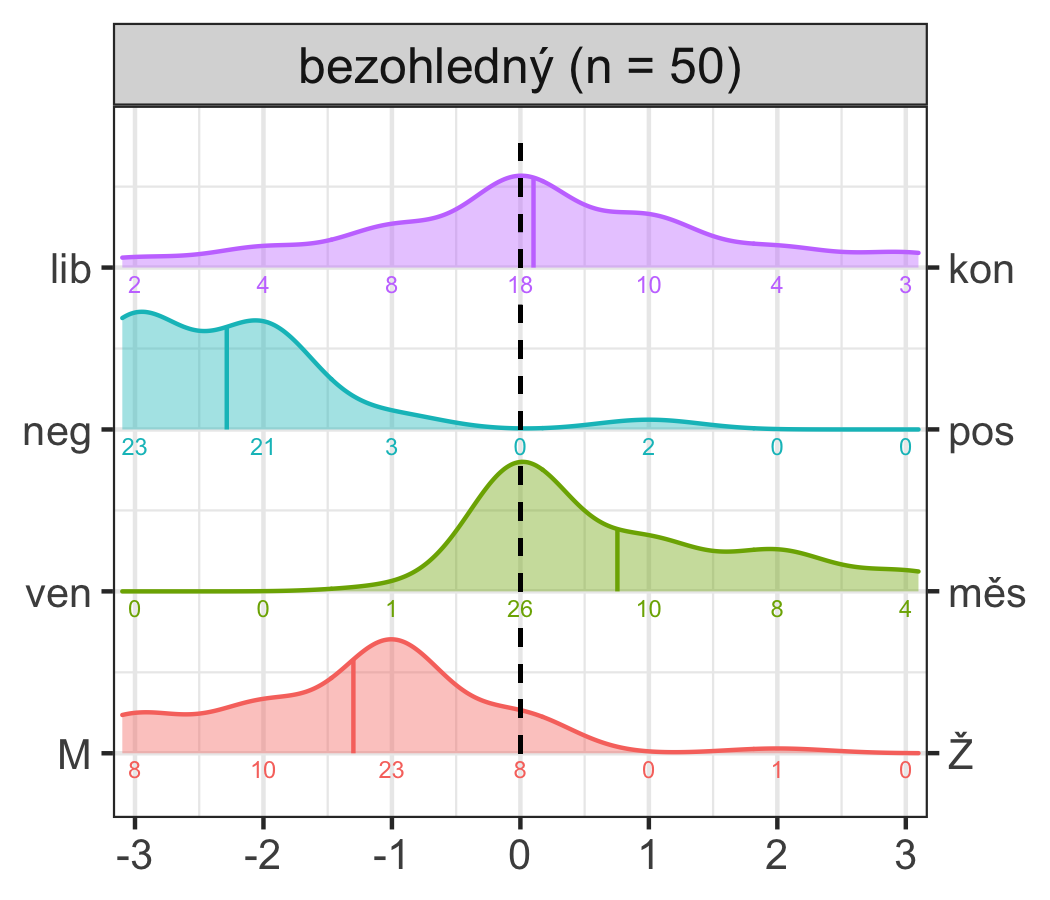 bezohledný (n = 50)
lib kon
2 4 8 18 10 4 3
neg pos
23 21 3 0 2 0 0
ven měs
0 0 1 26 10 8 4
M Ž
8 10 23 8 0 1 0
-3 -2 -1 0 1 2 3